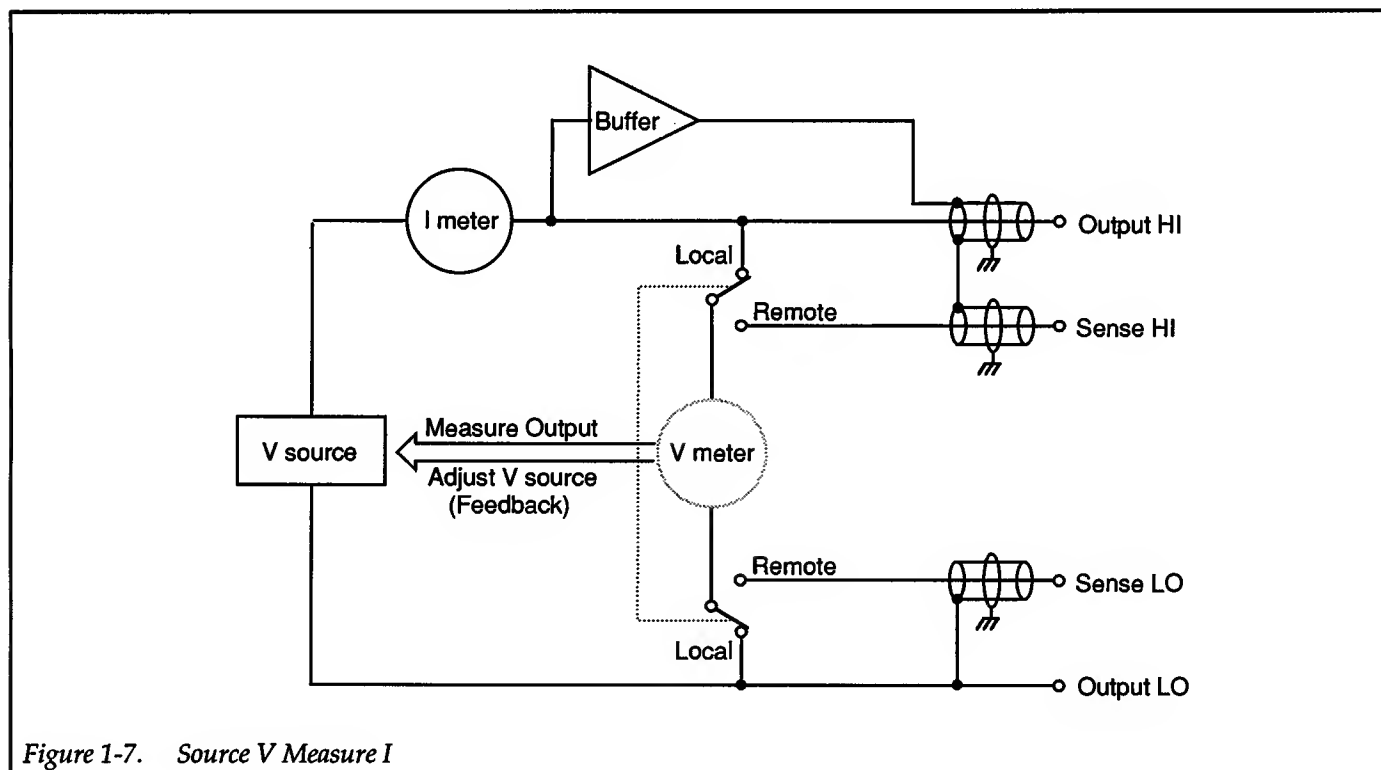 Buffer
I meter
Output HI
Local
Remote
Sense HI
Measure Output
V source
V meter
Adjust V source
(Feedback)
Remote
Sense LO
Local
Output LO
Figure 1-7. Source V Measure I